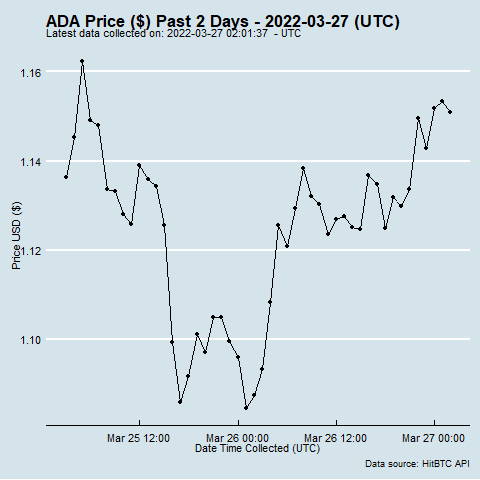 ADA Price ($) Past 2 Days - 2022-03-27 (UTC)
Latest data collected on: 2022-03-27 02:01:37 - UTC
1.16
1.14
1.12
1.10
Price USD ($)
Mar 25 12:00
Mar 26 00:00
Mar 26 12:00
Mar 27 00:00
Date Time Collected (UTC)
Data source: HitBTC API